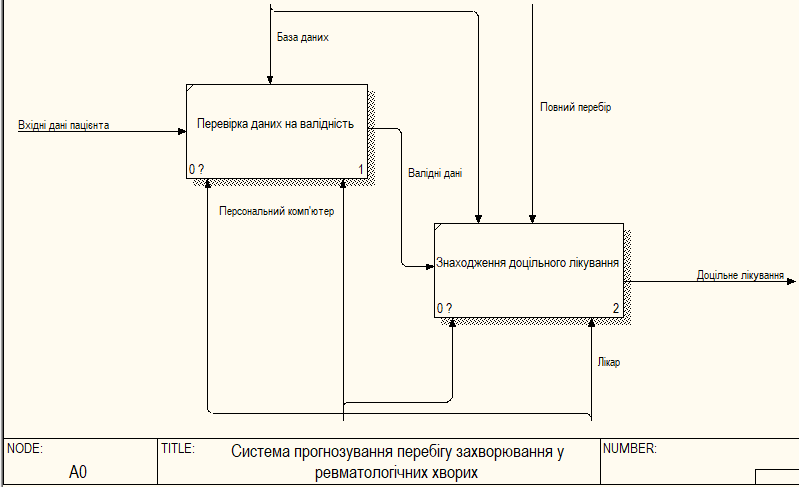 База даних
Повний перебір
Вхідні дані пацієнта
Перевірка даних на валідність
0 ?
1
Валідні дані
Персональний комп'ютер
Знаходження доцільного лікування
0 ?
2
Доцільне лікування
Лікар
NODE:
A0
TITLE:
Система прогнозування перебігу захворювання у
ревматологічних хворих
NUMBER: